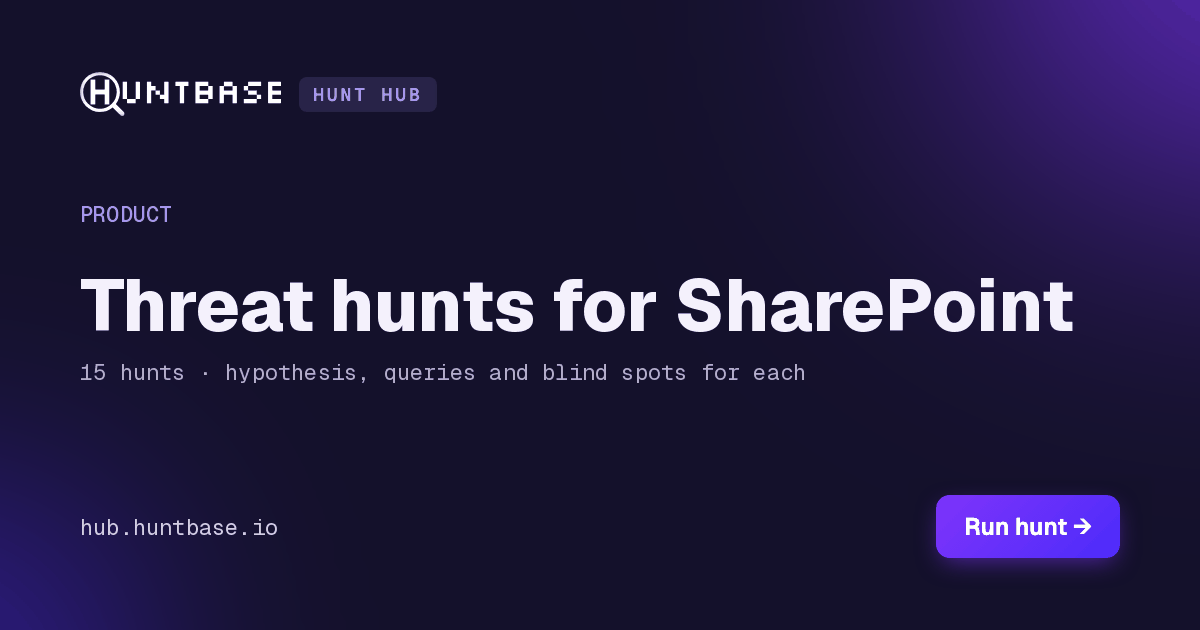 HUNTBASE HUNT HUB
PRODUCT
Threat hunts for SharePoint
15 hunts · hypothesis, queries and blind spots for each
hub.huntbase.io
Run hunt →